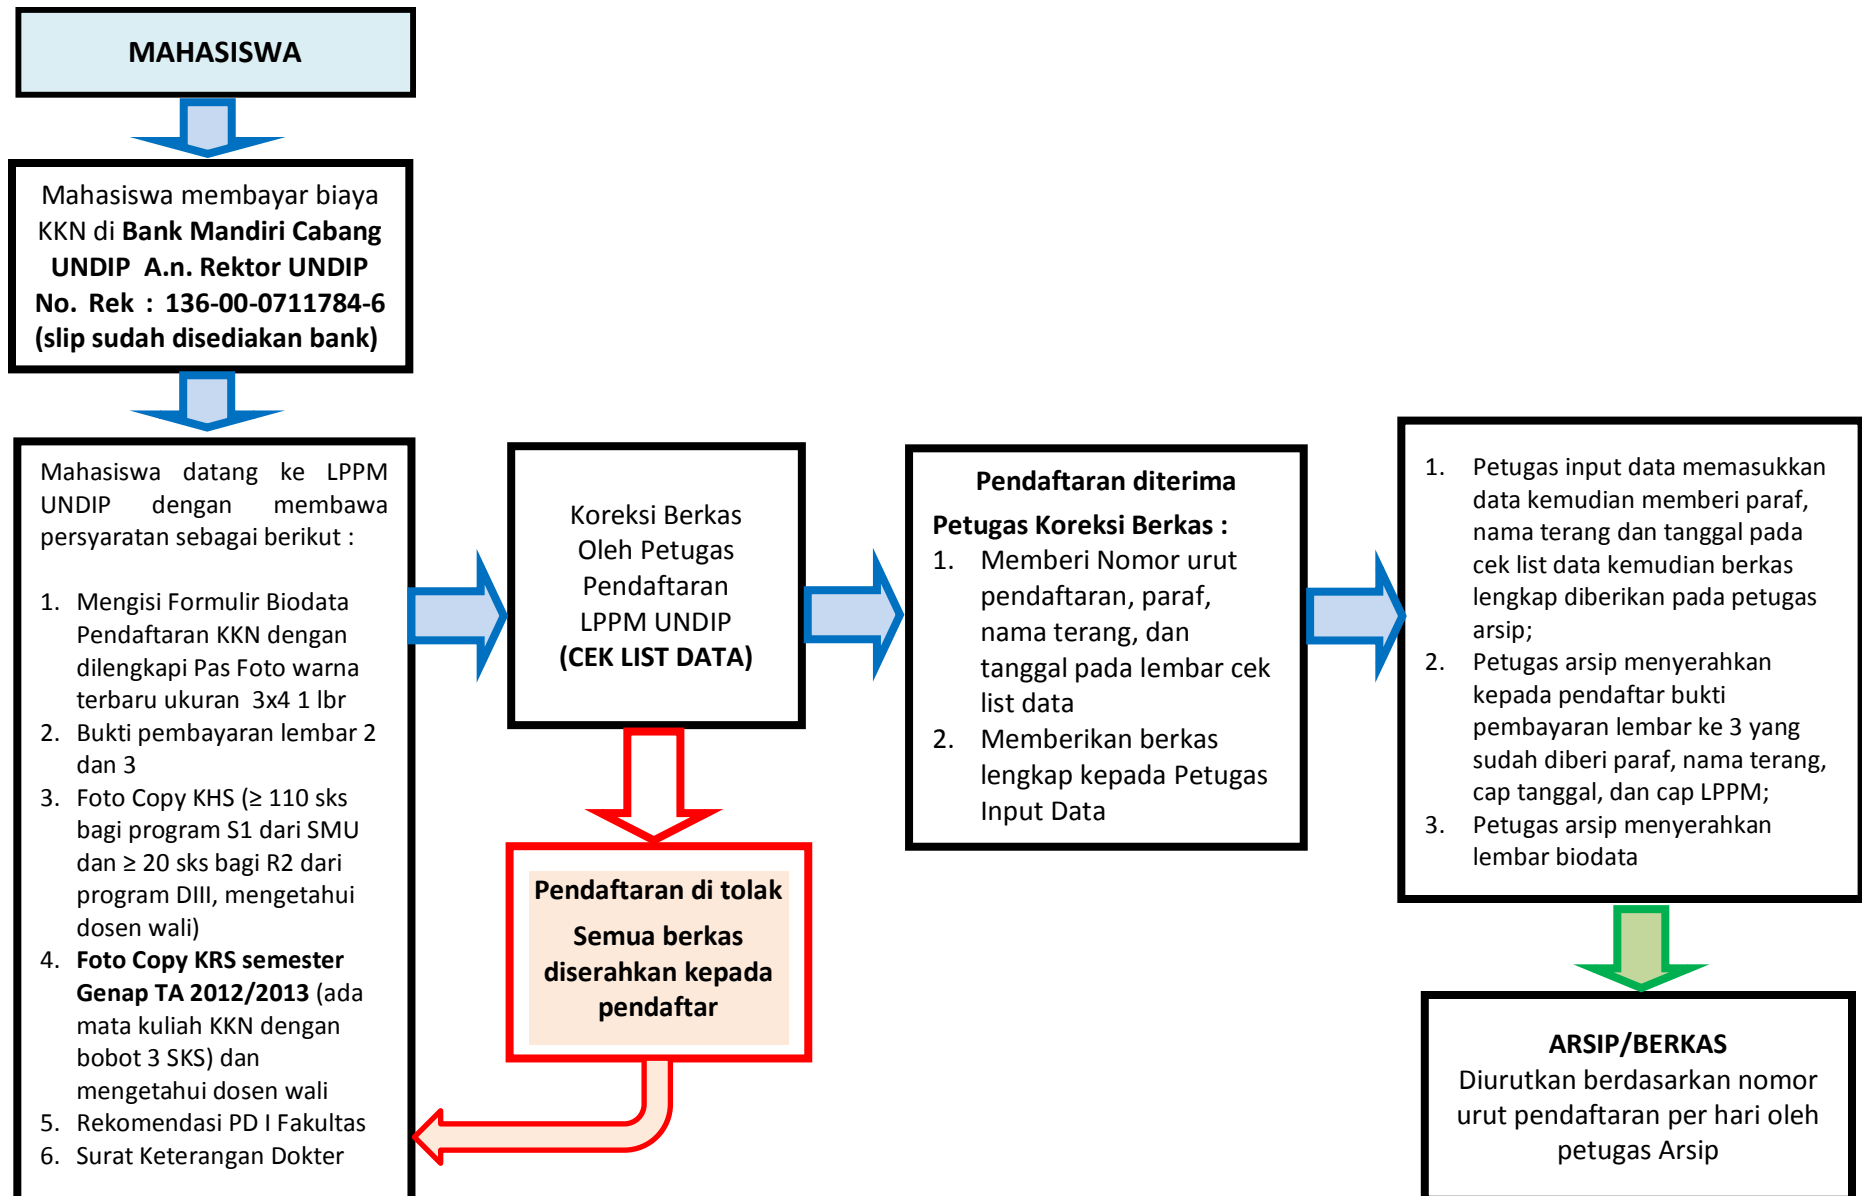 MAHASISWA
Mahasiswa membayar biaya
KKN di Bank Mandiri Cabang
UNDIP A.n. Rektor UNDIP
No. Rek : 136-00-0711784-6
(slip sudah disediakan bank)
Mahasiswa datang ke LPPM
UNDIP dengan membawa
persyaratan sebagai berikut :
1. Mengisi Formulir Biodata
Pendaftaran KKN dengan
dilengkapi Pas Foto warna
terbaru ukuran 3x4 1 lbr
2. Bukti pembayaran lembar 2
dan 3
3. Foto Copy KHS (≥ 110 sks
bagi program S1 dari SMU
dan ≥ 20 sks bagi R2 dari
program DIII, mengetahui
dosen wali)
4. Foto Copy KRS semester
Genap TA 2012/2013 (ada
mata kuliah KKN dengan
bobot 3 SKS) dan
mengetahui dosen wali
5. Rekomendasi PD I Fakultas
6. Surat Keterangan Dokter
Koreksi Berkas
Oleh Petugas
Pendaftaran
LPPM UNDIP
(CEK LIST DATA)
Pendaftaran di tolak
Semua berkas
diserahkan kepada
pendaftar
Pendaftaran diterima
Petugas Koreksi Berkas :
1. Memberi Nomor urut
pendaftaran, paraf,
nama terang, dan
tanggal pada lembar cek
list data
2. Memberikan berkas
lengkap kepada Petugas
Input Data
1. Petugas input data memasukkan
data kemudian memberi paraf,
nama terang dan tanggal pada
cek list data kemudian berkas
lengkap diberikan pada petugas
arsip;
2. Petugas arsip menyerahkan
kepada pendaftar bukti
pembayaran lembar ke 3 yang
sudah diberi paraf, nama terang,
cap tanggal, dan cap LPPM;
3. Petugas arsip menyerahkan
lembar biodata
ARSIP/BERKAS
Diurutkan berdasarkan nomor
urut pendaftaran per hari oleh
petugas Arsip